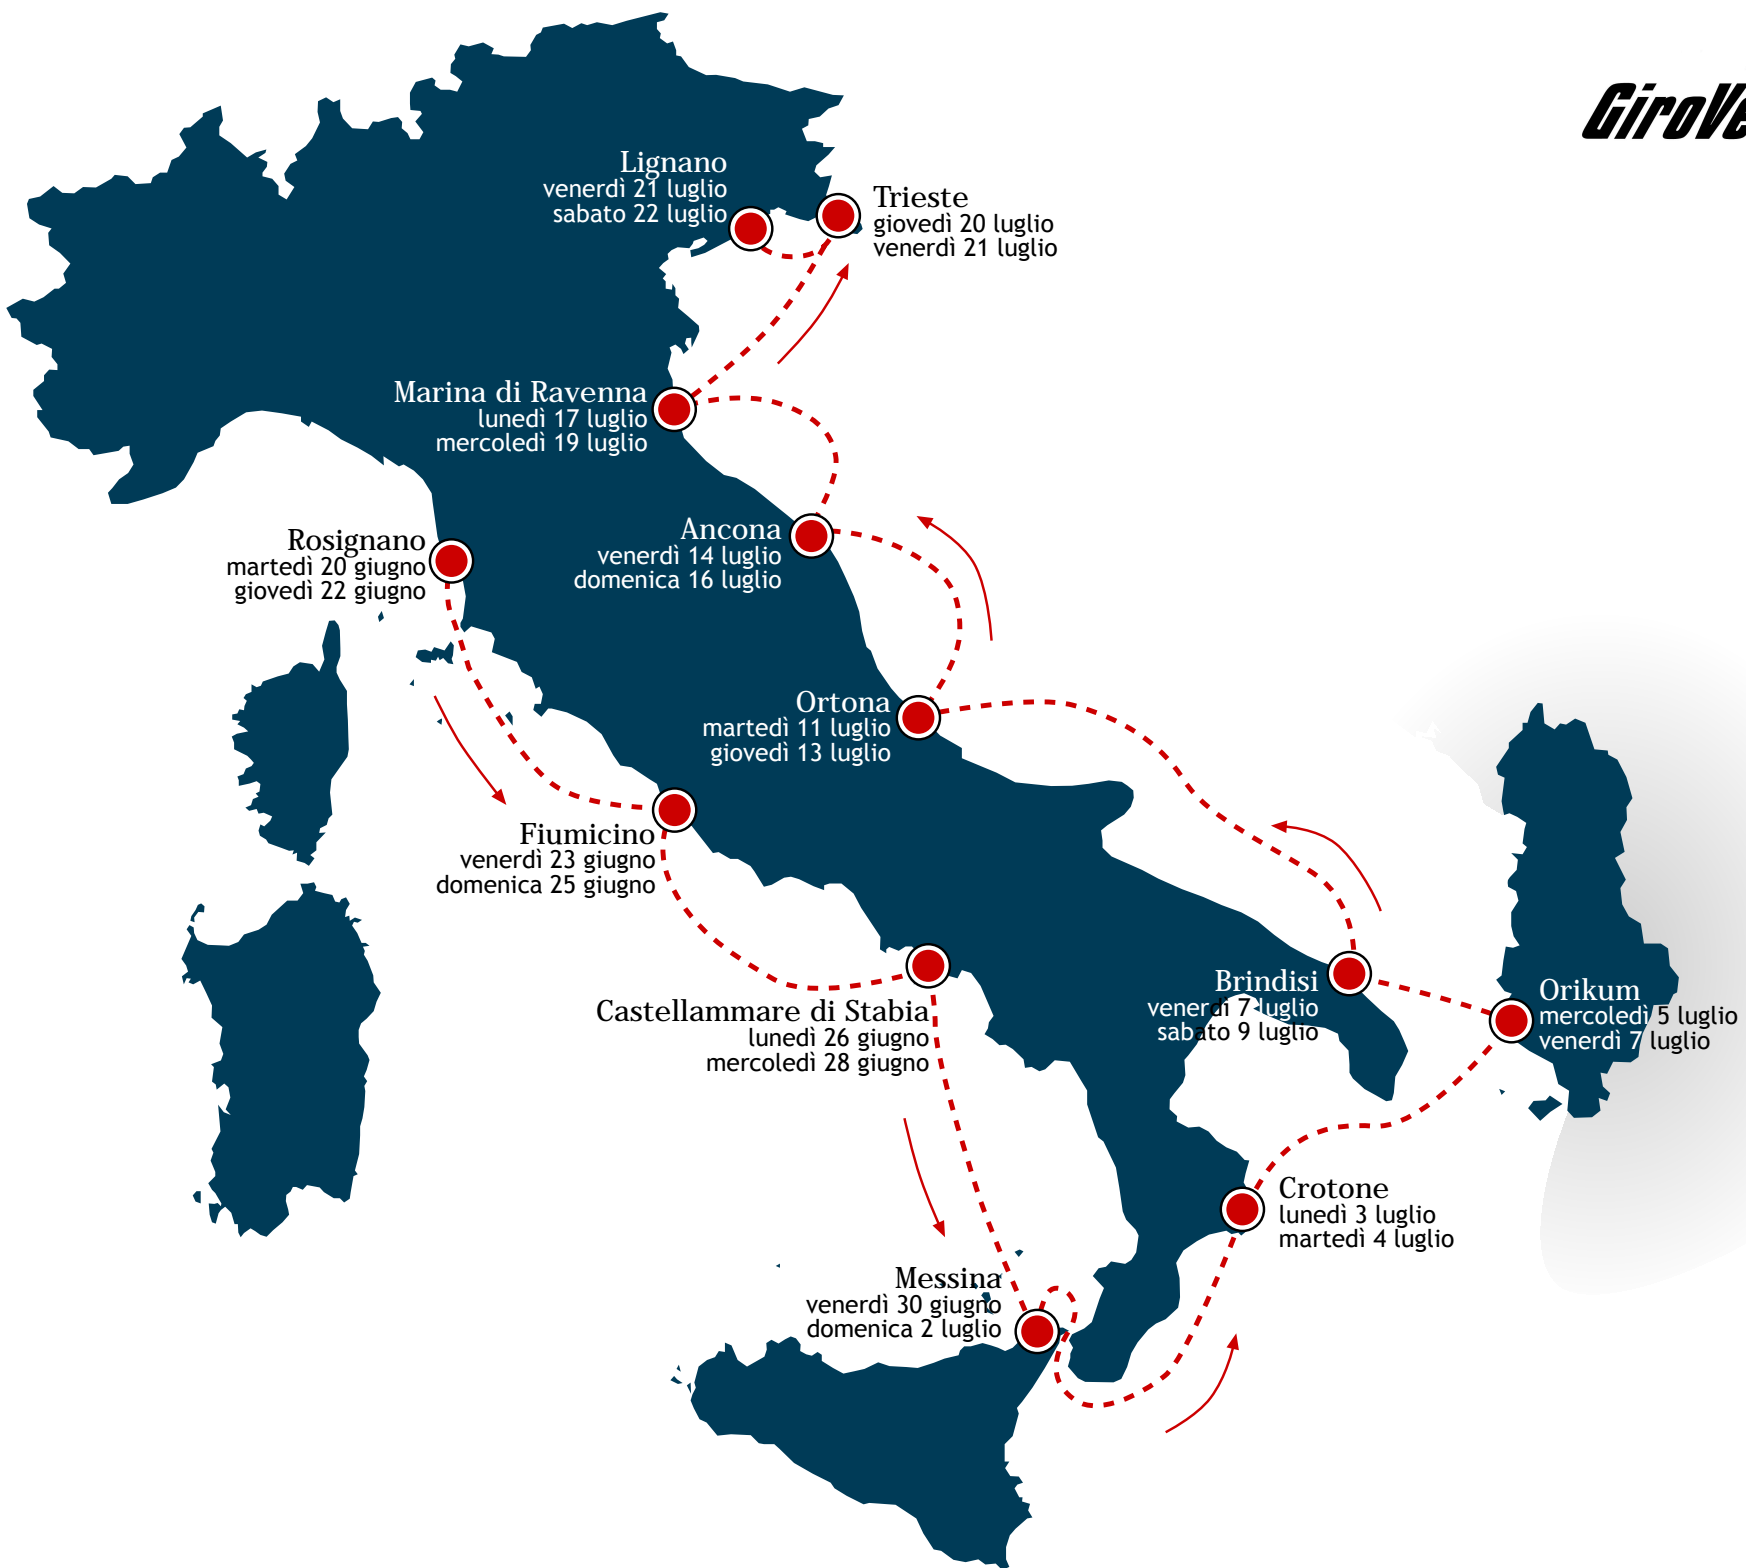 GiroVe
Lignano
venerdì 21 luglio
sabato 22 luglio
Trieste
giovedì 20 luglio
venerdì 21 luglio
Marina di Ravenna
lunedì 17 luglio
mercoledì 19 luglio
Ancona
venerdì 14 luglio
domenica 16 luglio
Rosignano
martedì 20 giugno
giovedì 22 giugno
Ortona
martedì 11 luglio
giovedì 13 luglio
Fiumicino
venerdì 23 giugno
domenica 25 giugno
Castellammare di Stabia
lunedì 26 giugno
mercoledì 28 giugno
Brindisi
venerdì 7 luglio
sabato 9 luglio
Orikum
mercoledì 5 luglio
venerdì 7 luglio
Crotone
lunedì 3 luglio
martedì 4 luglio
Messina
venerdì 30 giugno
domenica 2 luglio